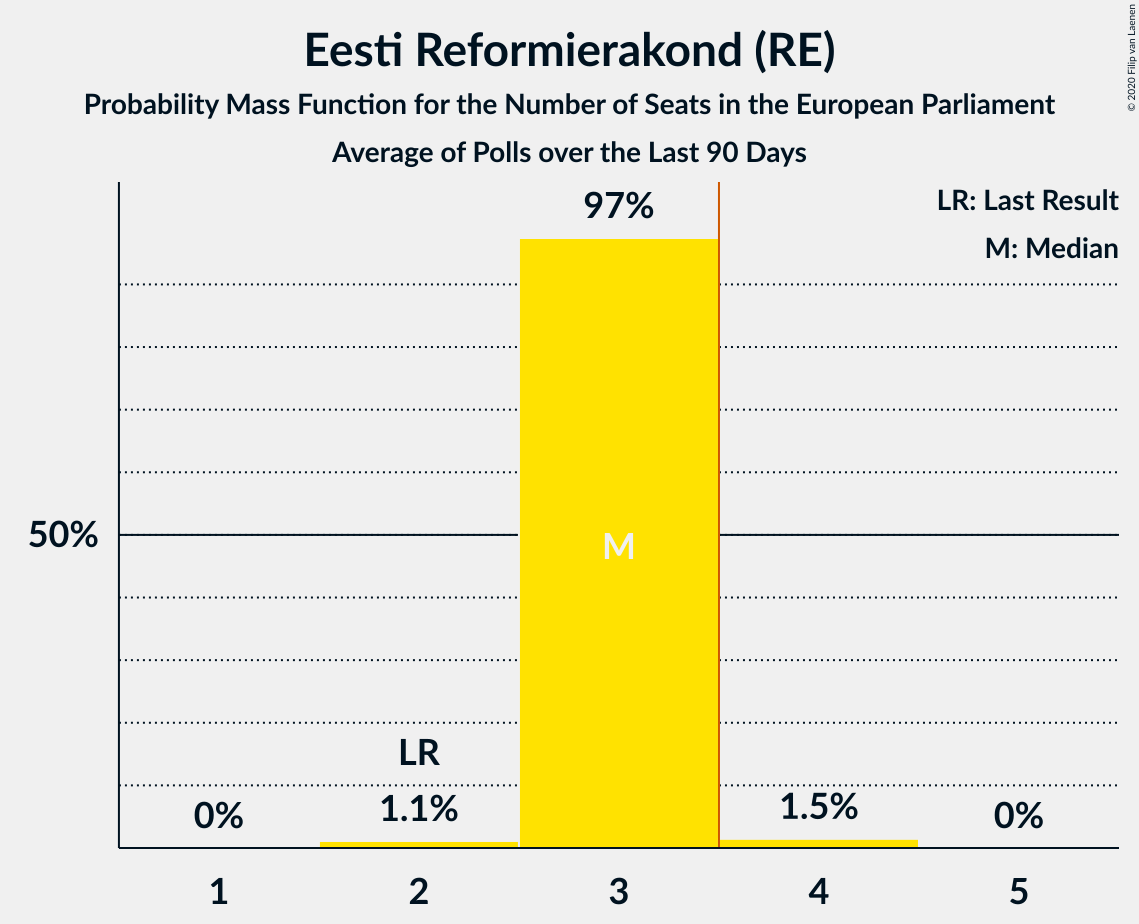 Eesti Reformierakond (RE)
Probability Mass Function for the Number of Seats in the European Parliament
Average of Polls over the Last 90 Days
© 2020 Filip van Laenen
LR: Last Result
M: Median
97%
50%
M
LR
0%
1.1%
1.5%
0%
1 2 3 4 5